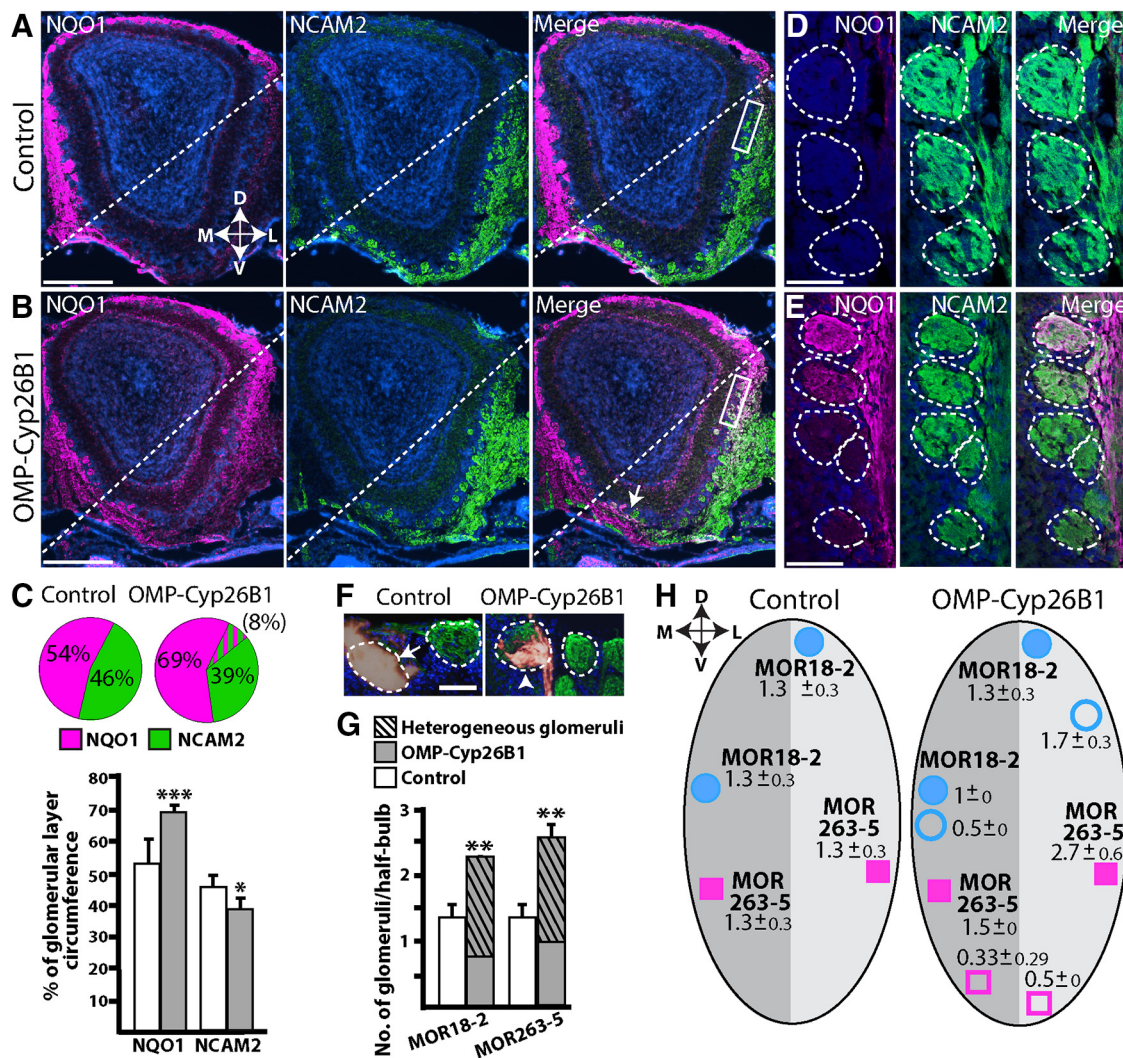 A NQO1 NCAM2 Merge
Control
D
M L
V
B NQO1 NCAM2 Merge
OMP-Cyp26B1
D NQO1 NCAM2 Merge
E NQO1 NCAM2 Merge
C
Control OMP-Cyp26B1
54% 46% 69% 39% (8%)
NQO1 NCAM2
% of glomerular layer
circumference
80
70
60
50
40
30
20
10
*** *
NQO1 NCAM2
F Control OMP-Cyp26B1
G
Heterogeneous glomeruli
OMP-Cyp26B1
Control
No. of glomeruli/half-bulb
3
2
1
** **
MOR18-2 MOR263-5
H
D
M L
V
Control
MOR18-2
1.3 ±0.3
MOR18-2
1.3±0.3
MOR
263-5
1.3±0.3
MOR
263-5
1.3±0.3
OMP-Cyp26B1
MOR18-2
1.3±0.3
1.7±0.3
MOR18-2
1±0
0.5±0
MOR
263-5
2.7±0.6
MOR
263-5
1.5±0
0.33±0.29
0.5±0